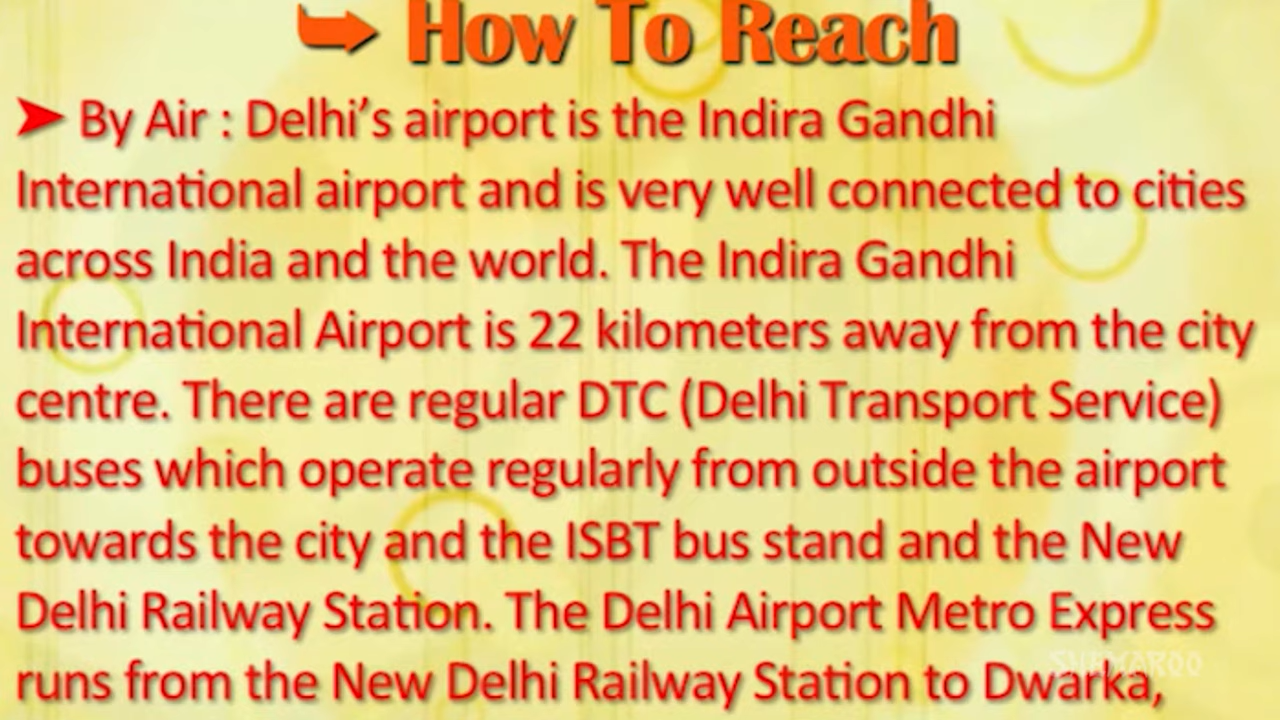 How To Reach
By Air : Delhi’s airport is the Indira Gandhi
International airport and is very well connected to cities
across India and the world. The Indira Gandhi
International Airport is 22 kilometers away from the city
centre. There are regular DTC (Delhi Transport Service)
buses which operate regularly from outside the airport
towards the city and the ISBT bus stand and the New
Delhi Railway Station. The Delhi Airport Metro Express
runs from the New Delhi Railway Station to Dwarka,
SHEMAROO